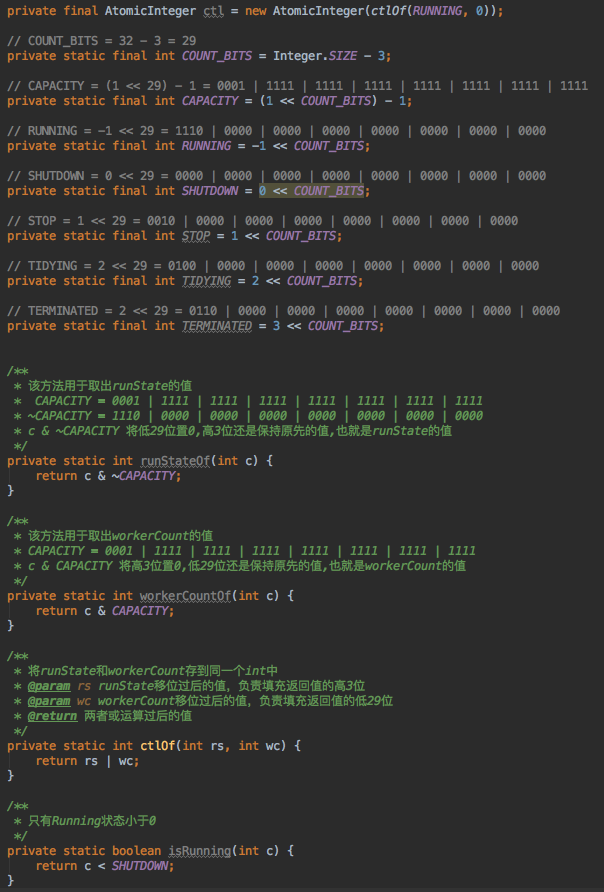 private final AtomicInteger ctl = new AtomicInteger(ctlOf(RUNNING, 0));
// COUNT_BITS = 32 - 3 = 29
private static final int COUNT_BITS = Integer.SIZE - 3;
// CAPACITY = (1 << 29) - 1 = 0001 | 1111 | 1111 | 1111 | 1111 | 1111 | 1111 | 1111
private static final int CAPACITY = (1 << COUNT_BITS) - 1;
// RUNNING = -1 << 29 = 1110 | 0000 | 0000 | 0000 | 0000 | 0000 | 0000 | 0000
private static final int RUNNING = -1 << COUNT_BITS;
// SHUTDOWN = 0 << 29 = 0000 | 0000 | 0000 | 0000 | 0000 | 0000 | 0000 | 0000
private static final int SHUTDOWN = 0 << COUNT_BITS;
// STOP = 1 << 29 = 0010 | 0000 | 0000 | 0000 | 0000 | 0000 | 0000 | 0000
private static final int STOP = 1 << COUNT_BITS;
// TIDYING = 2 << 29 = 0100 | 0000 | 0000 | 0000 | 0000 | 0000 | 0000 | 0000
private static final int TIDYING = 2 << COUNT_BITS;
// TERMINATED = 2 << 29 = 0110 | 0000 | 0000 | 0000 | 0000 | 0000 | 0000 | 0000
private static final int TERMINATED = 3 << COUNT_BITS;
/**
* 该方法用于取出runState的值
* CAPACITY = 0001 | 1111 | 1111 | 1111 | 1111 | 1111 | 1111 | 1111
* ~CAPACITY = 1110 | 0000 | 0000 | 0000 | 0000 | 0000 | 0000 | 0000
* c & ~CAPACITY 将低29位置0,高3位还是保持原先的值,也就是runState的值
*/
private static int runStateOf(int c) {
return c & ~CAPACITY;
}
/**
* 该方法用于取出workerCount的值
* CAPACITY = 0001 | 1111 | 1111 | 1111 | 1111 | 1111 | 1111 | 1111
* c & CAPACITY 将高3位置0,低29位还是保持原先的值,也就是workerCount的值
*/
private static int workerCountOf(int c) {
return c & CAPACITY;
}
/**
* 将runState和workerCount存到同一个int中
* @param rs runState移位过后的值，负责填充返回值的高3位
* @param wc workerCount移位过后的值，负责填充返回值的低29位
* @return 两者或运算过后的值
*/
private static int ctlOf(int rs, int wc) {
return rs | wc;
}
/**
* 只有Running状态小于0
*/
private static boolean isRunning(int c) {
return c < SHUTDOWN;
}